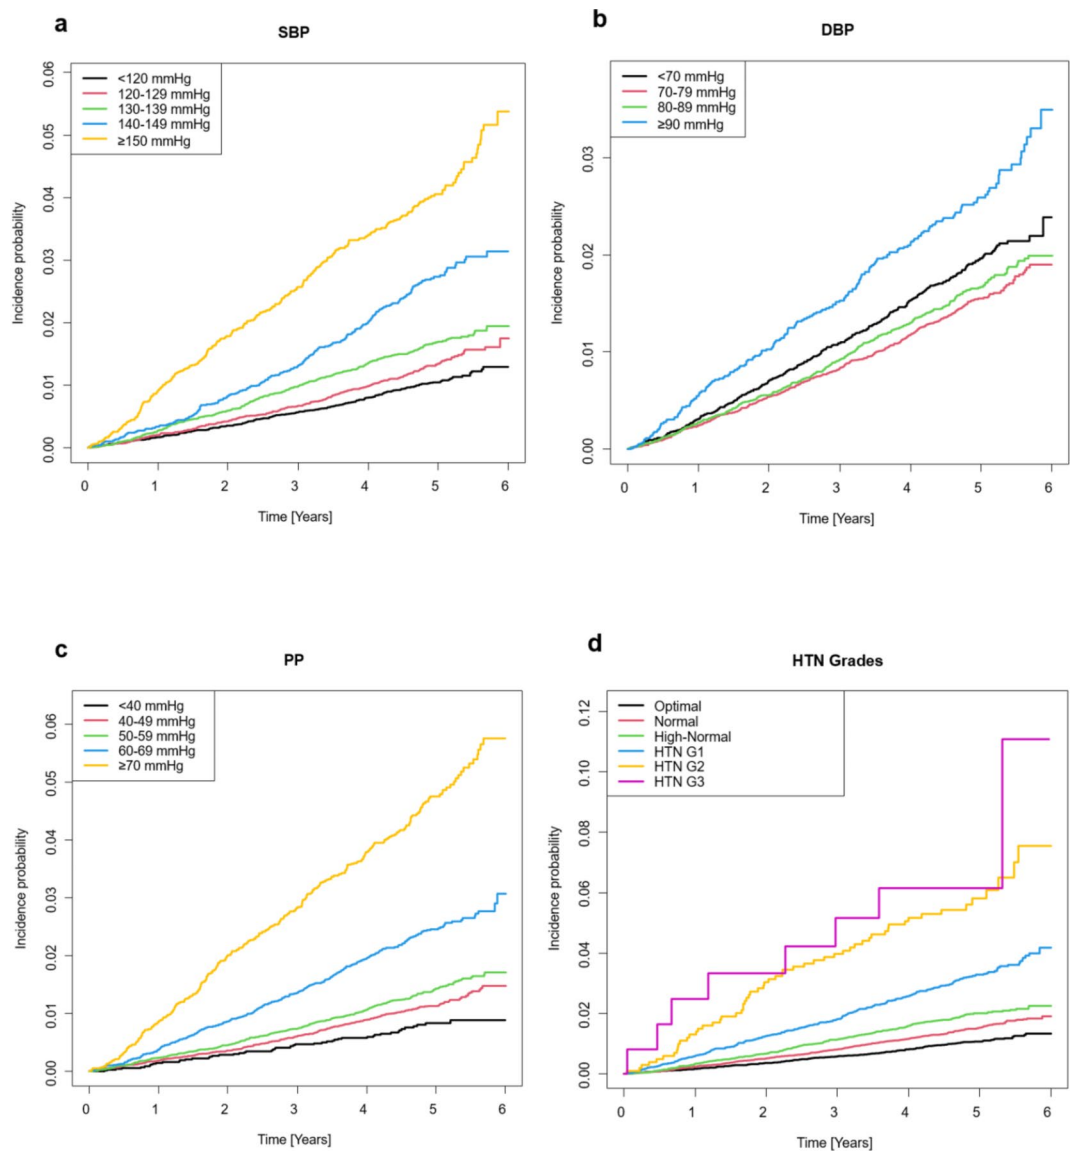 a
SBP
<120 mmHg
120-129 mmHg
130-139 mmHg
140-149 mmHg
≥150 mmHg
0.06
0.05
0.04
0.03
0.02
0.01
0.00
Incidence probability
0 1 2 3 4 5 6
Time [Years]
b
DBP
<70 mmHg
70-79 mmHg
80-89 mmHg
≥90 mmHg
0.03
0.02
0.01
0.00
Incidence probability
0 1 2 3 4 5 6
Time [Years]
c
PP
<40 mmHg
40-49 mmHg
50-59 mmHg
60-69 mmHg
≥70 mmHg
0.06
0.05
0.04
0.03
0.02
0.01
0.00
Incidence probability
0 1 2 3 4 5 6
Time [Years]
d
HTN Grades
Optimal
Normal
High-Normal
HTN G1
HTN G2
HTN G3
0.12
0.10
0.08
0.06
0.04
0.02
0.00
Incidence probability
0 1 2 3 4 5 6
Time [Years]